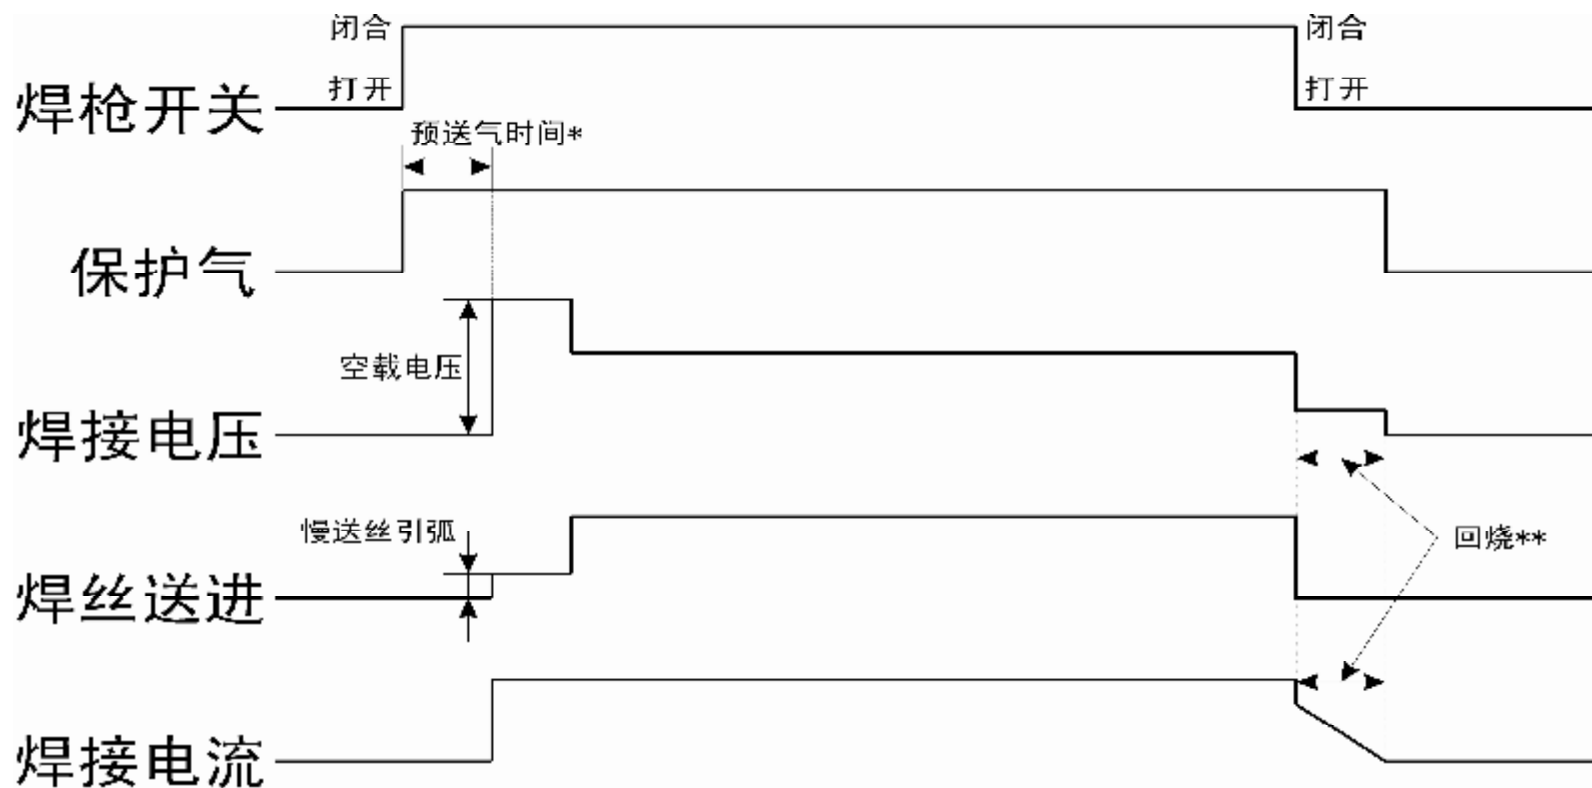 闭合
闭合
打开
打开
焊枪开关
预送气时间*
保护气
空载电压
焊接电压
慢送丝引弧
回烧**
焊丝送进
焊接电流